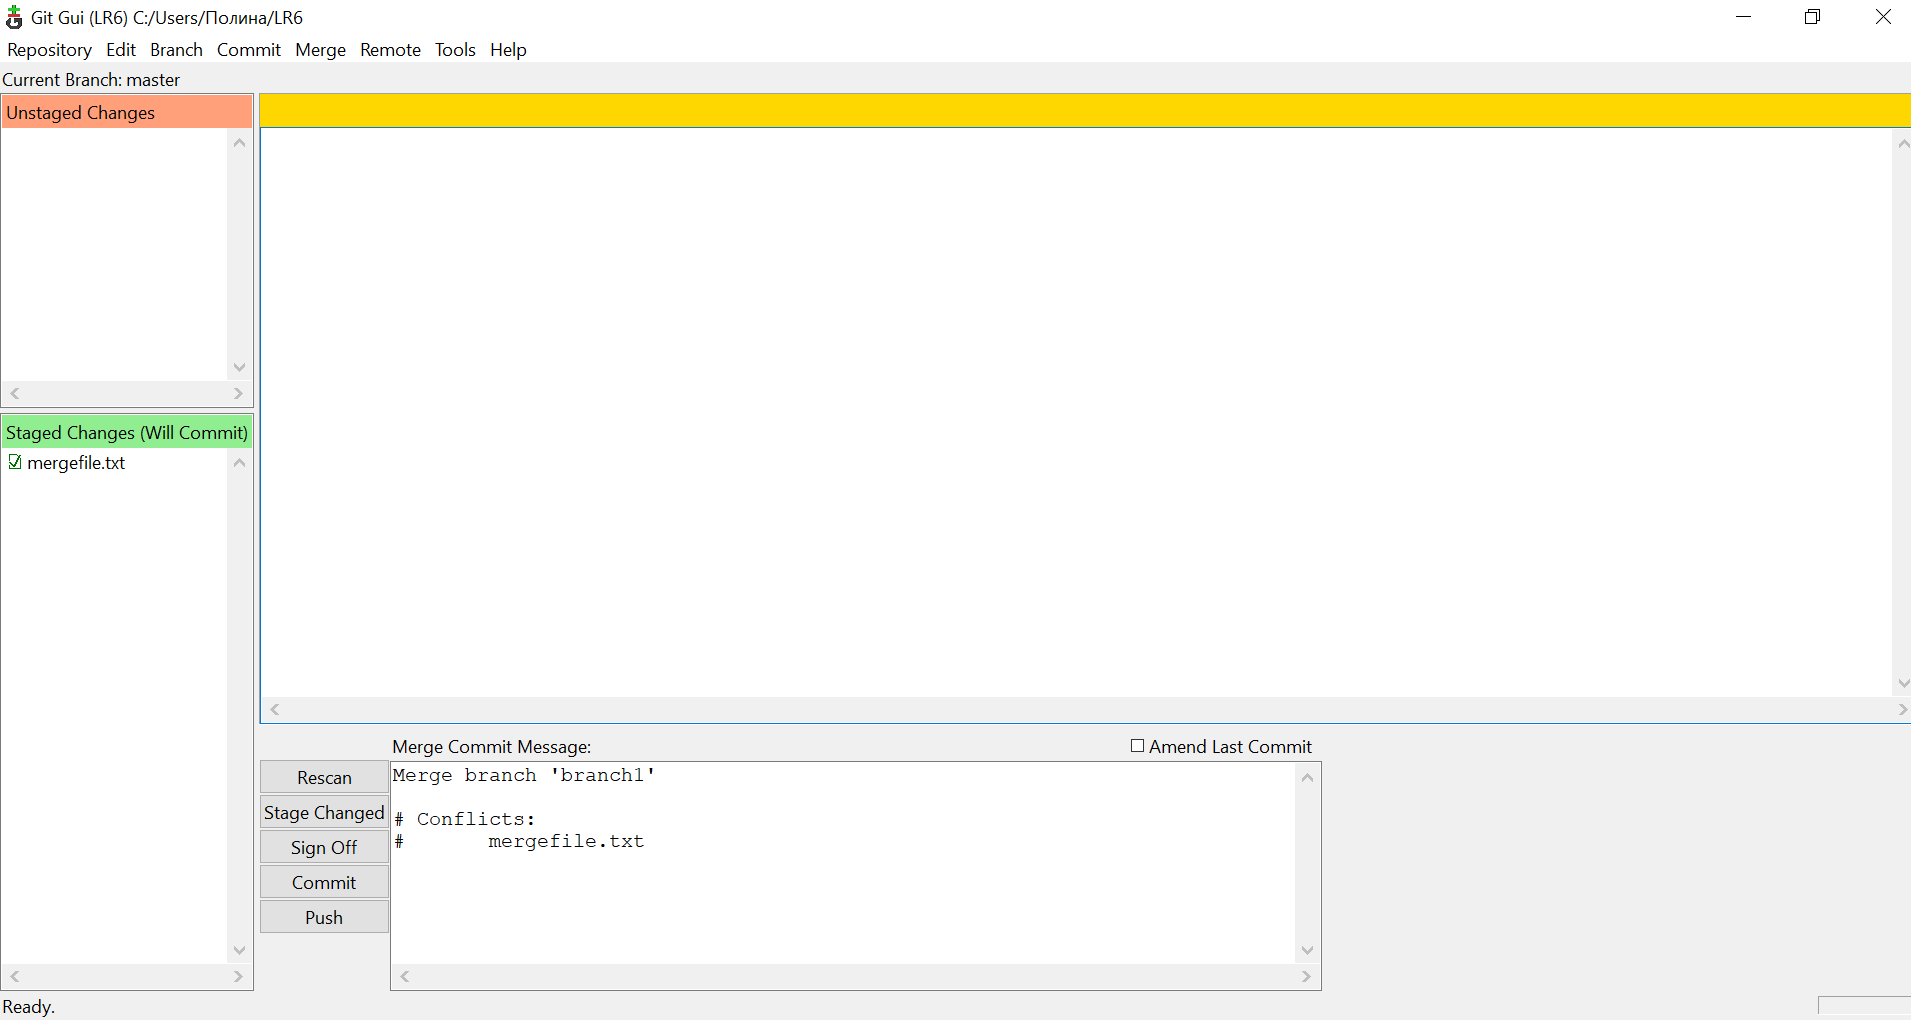 Git Gui (LR6) C:/Users/Полина/LR6
Repository Edit Branch Commit Merge Remote Tools Help
Current Branch: master
Unstaged Changes
Staged Changes (Will Commit)
mergefile.txt
Merge Commit Message:
Amend Last Commit
Rescan
Stage Changed
Sign Off
Commit
Push
Merge branch 'branch1'
# Conflicts:
#       mergefile.txt
Ready.